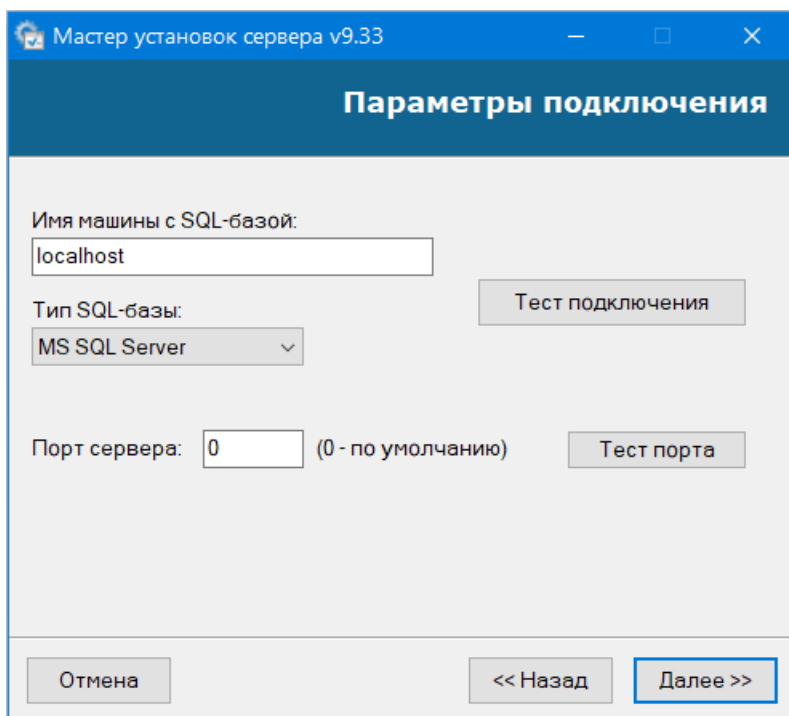 Мастер установок сервера v9.33
Параметры подключения
Имя машины с SQL-базой:
localhost
Тест подключения
Тип SQL-базы:
MS SQL Server
Порт сервера: 0 (0 - по умолчанию) Тест порта
Отмена << Назад Далее >>